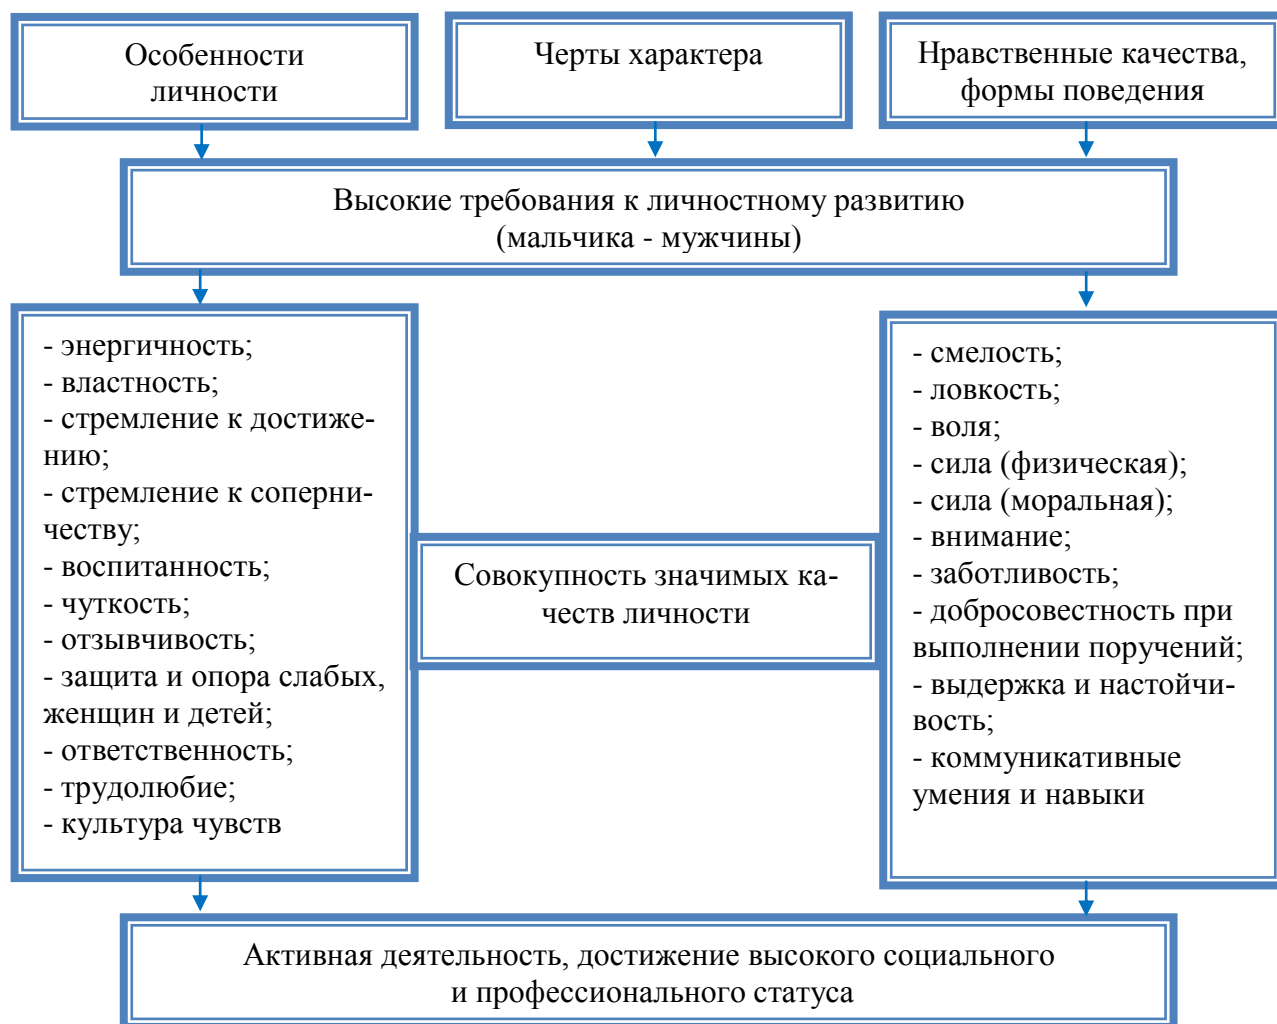 Особенности
личности
Черты характера
Нравственные качества,
формы поведения
Высокие требования к личностному развитию
(мальчика - мужчины)
- энергичность;
- властность;
- стремление к достиже-
нию;
- стремление к соперни-
честву;
- воспитанность;
- чуткость;
- отзывчивость;
- защита и опора слабых,
женщин и детей;
- ответственность;
- трудолюбие;
- культура чувств
Совокупность значимых ка-
честв личности
- смелость;
- ловкость;
- воля;
- сила (физическая);
- сила (моральная);
- внимание;
- заботливость;
- добросовестность при
выполнении поручений;
- выдержка и настойчи-
вость;
- коммуникативные
умения и навыки
Активная деятельность, достижение высокого социального
и профессионального статуса